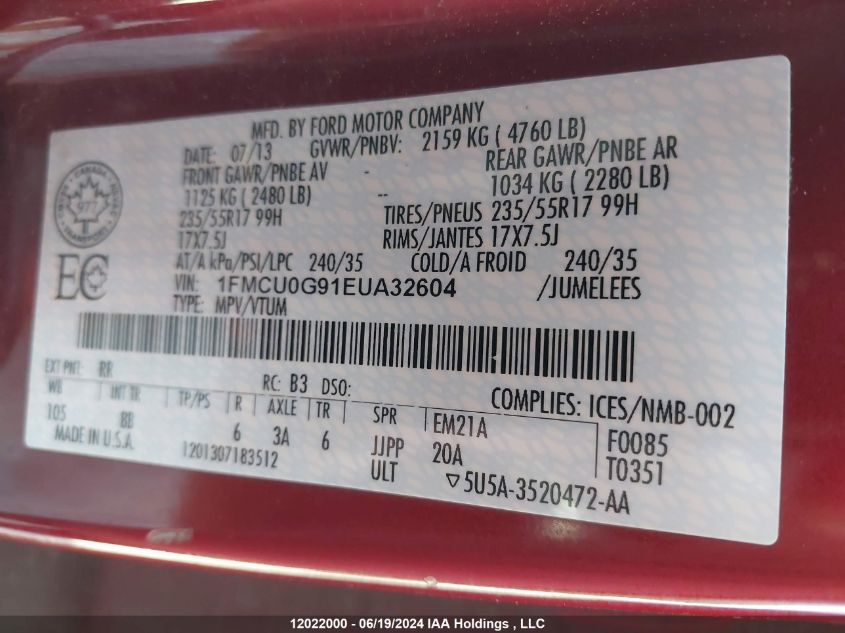 MFD. BY FORD MOTOR COMPANY
DATE: 07/13 GVWR/PNBV: 2159 KG ( 4760 LB)
FRONT GAWR/PNBE AV -- REAR GAWR/PNBE AR
1125 KG ( 2480 LB) -- 1034 KG ( 2280 LB)
235/55R17 99H TIRES/PNEUS 235/55R17 99H
17X7.5J RIMS/JANTES 17X7.5J
AT/A kPa/PSI/LPC 240/35 COLD/A FROID 240/35
VIN: 1FMCU0G91EUA32604 /JUMELEES
TYPE: MPV/VTUM
CANADA
TRANSPORT
977
EC
EXT PNT: RR RC: B3 DSO: COMPLIES: ICES/NMB-002
WB INT TR TP/PS R AXLE TR SPR EM21A F0085
105 BB 6 3A 6 JJPP 20A T0351
MADE IN U.S.A. 1201307183512 ULT ▽5U5A-3520472-AA
12022000 - 06/19/2024 IAA Holdings, LLC